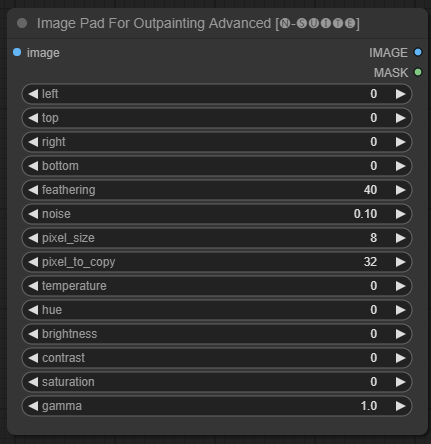 Image Pad For Outpainting Advanced [🅝-🅢🅤🅘🅣🅔]
image IMAGE
MASK
left 0
top 0
right 0
bottom 0
feathering 40
noise 0.10
pixel_size 8
pixel_to_copy 32
temperature 0
hue 0
brightness 0
contrast 0
saturation 0
gamma 1.0